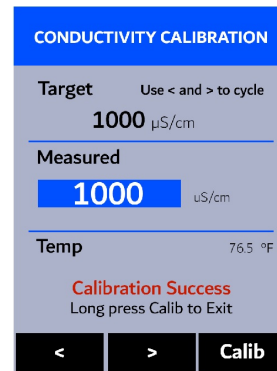 CONDUCTIVITY CALIBRATION
Target Use < and > to cycle
1000 µS/cm
Measured
1000 uS/cm
Temp 76.5 ºF
Calibration Success
Long press Calib to Exit
< > Calib